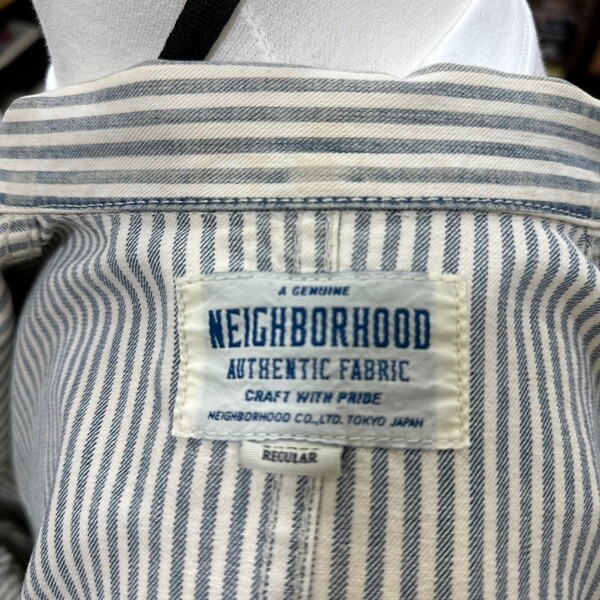 A GENUINE
NEIGHBORHOOD
AUTHENTIC FABRIC
CRAFT WITH PRIDE
NEIGHBORHOOD CO.,LTD. TOKYO JAPAN
REGULAR